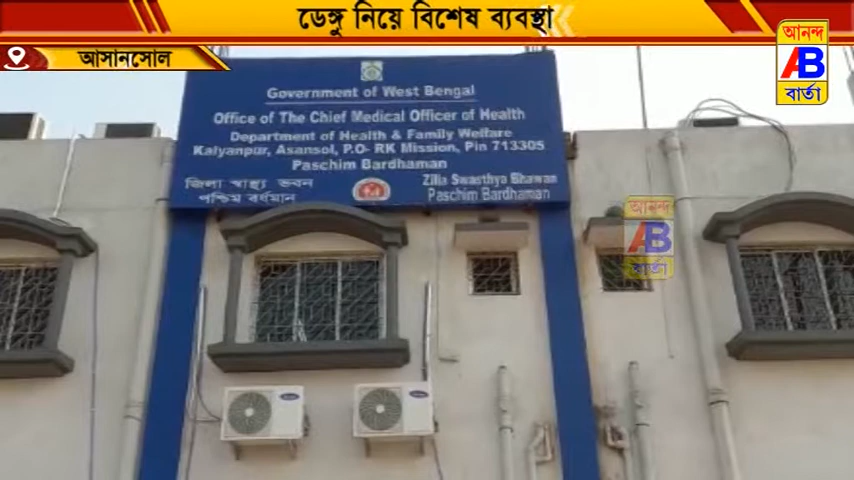 ডেঙ্গু নিয়ে বিশেষ ব্যবস্থা
আসানসোল
আনন্দ
AB
বার্তা
Government of West Bengal
Office of The Chief Medical Officer of Health
Department of Health & Family Welfare
Kalyanpur, Asansol, P.O- RK Mission, Pin 713305
Paschim Bardhaman
জিলা স্বাস্থ্য ভবন
পশ্চিম বর্ধমান
Zilla Swasthya Bhawan
Paschim Bardhaman
আনন্দ
AB
বার্তা